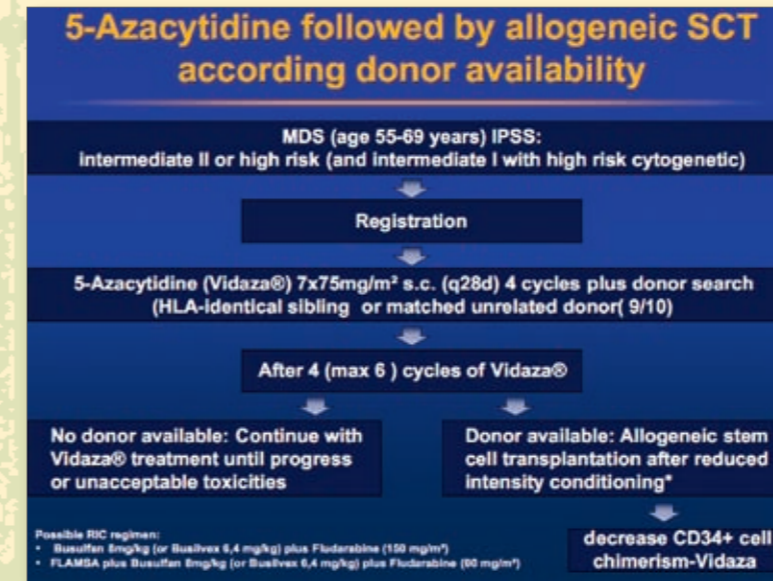 5-Azacytidine followed by allogeneic SCT
according donor availability
MDS (age 55-69 years) IPSS:
intermediate II or high risk (and intermediate I with high risk cytogenetic)
Registration
5-Azacytidine (Vidaza®) 7x75mg/m² s.c. (q28d) 4 cycles plus donor search
(HLA-identical sibling or matched unrelated donor( 9/10)
After 4 (max 6 ) cycles of Vidaza®
No donor available: Continue with
Vidaza® treatment until progress
or unacceptable toxicities
Donor available: Allogeneic stem
cell transplantation after reduced
intensity conditioning*
decrease CD34+ cell
chimerism-Vidaza
Possible RIC regimen:
• Busulfan 8mg/kg (or Busilvex 6,4 mg/kg) plus Fludarabine (150 mg/m²)
• FLAMSA plus Busulfan 8mg/kg (or Busilvex 6,4 mg/kg) plus Fludarabine (60 mg/m²)